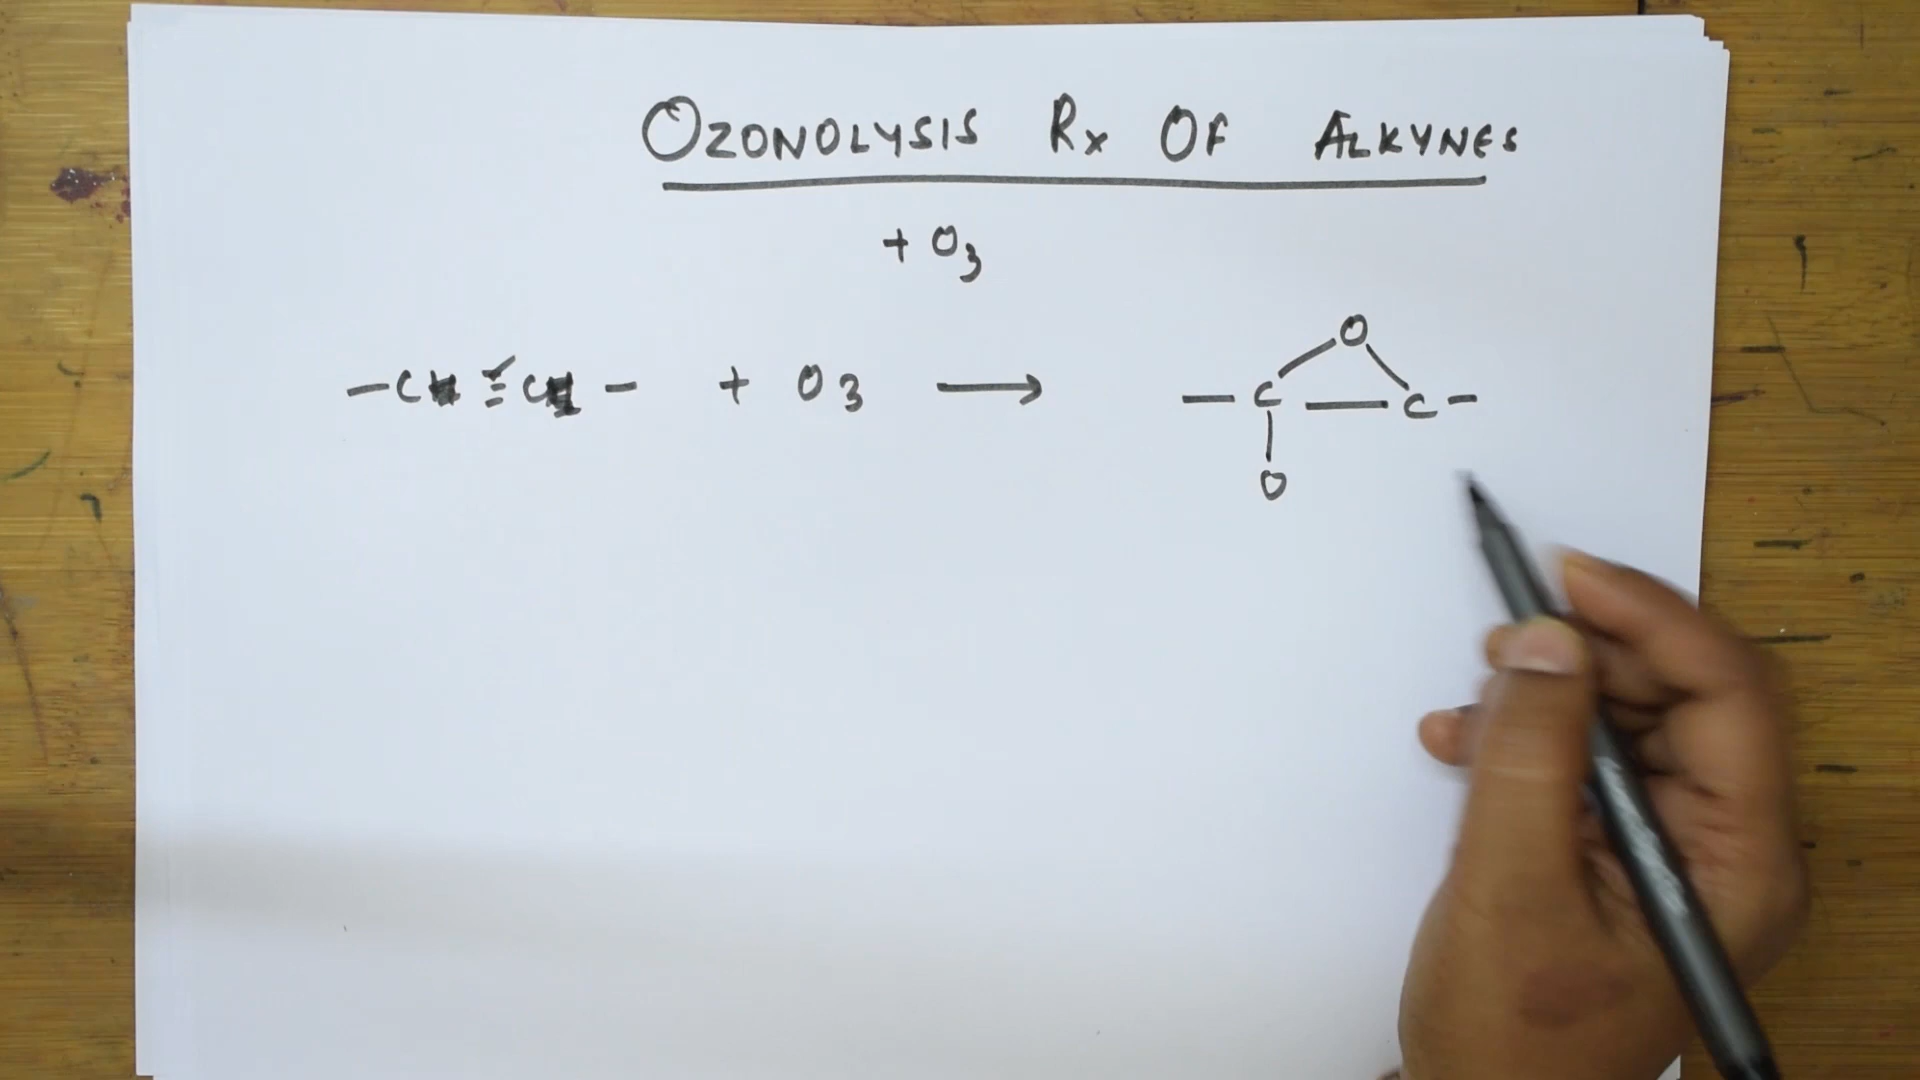 OZONOLYSIS Rx OF ALKYNES
+ O3
O
-C ≡C - + O3 → - C - C -
O